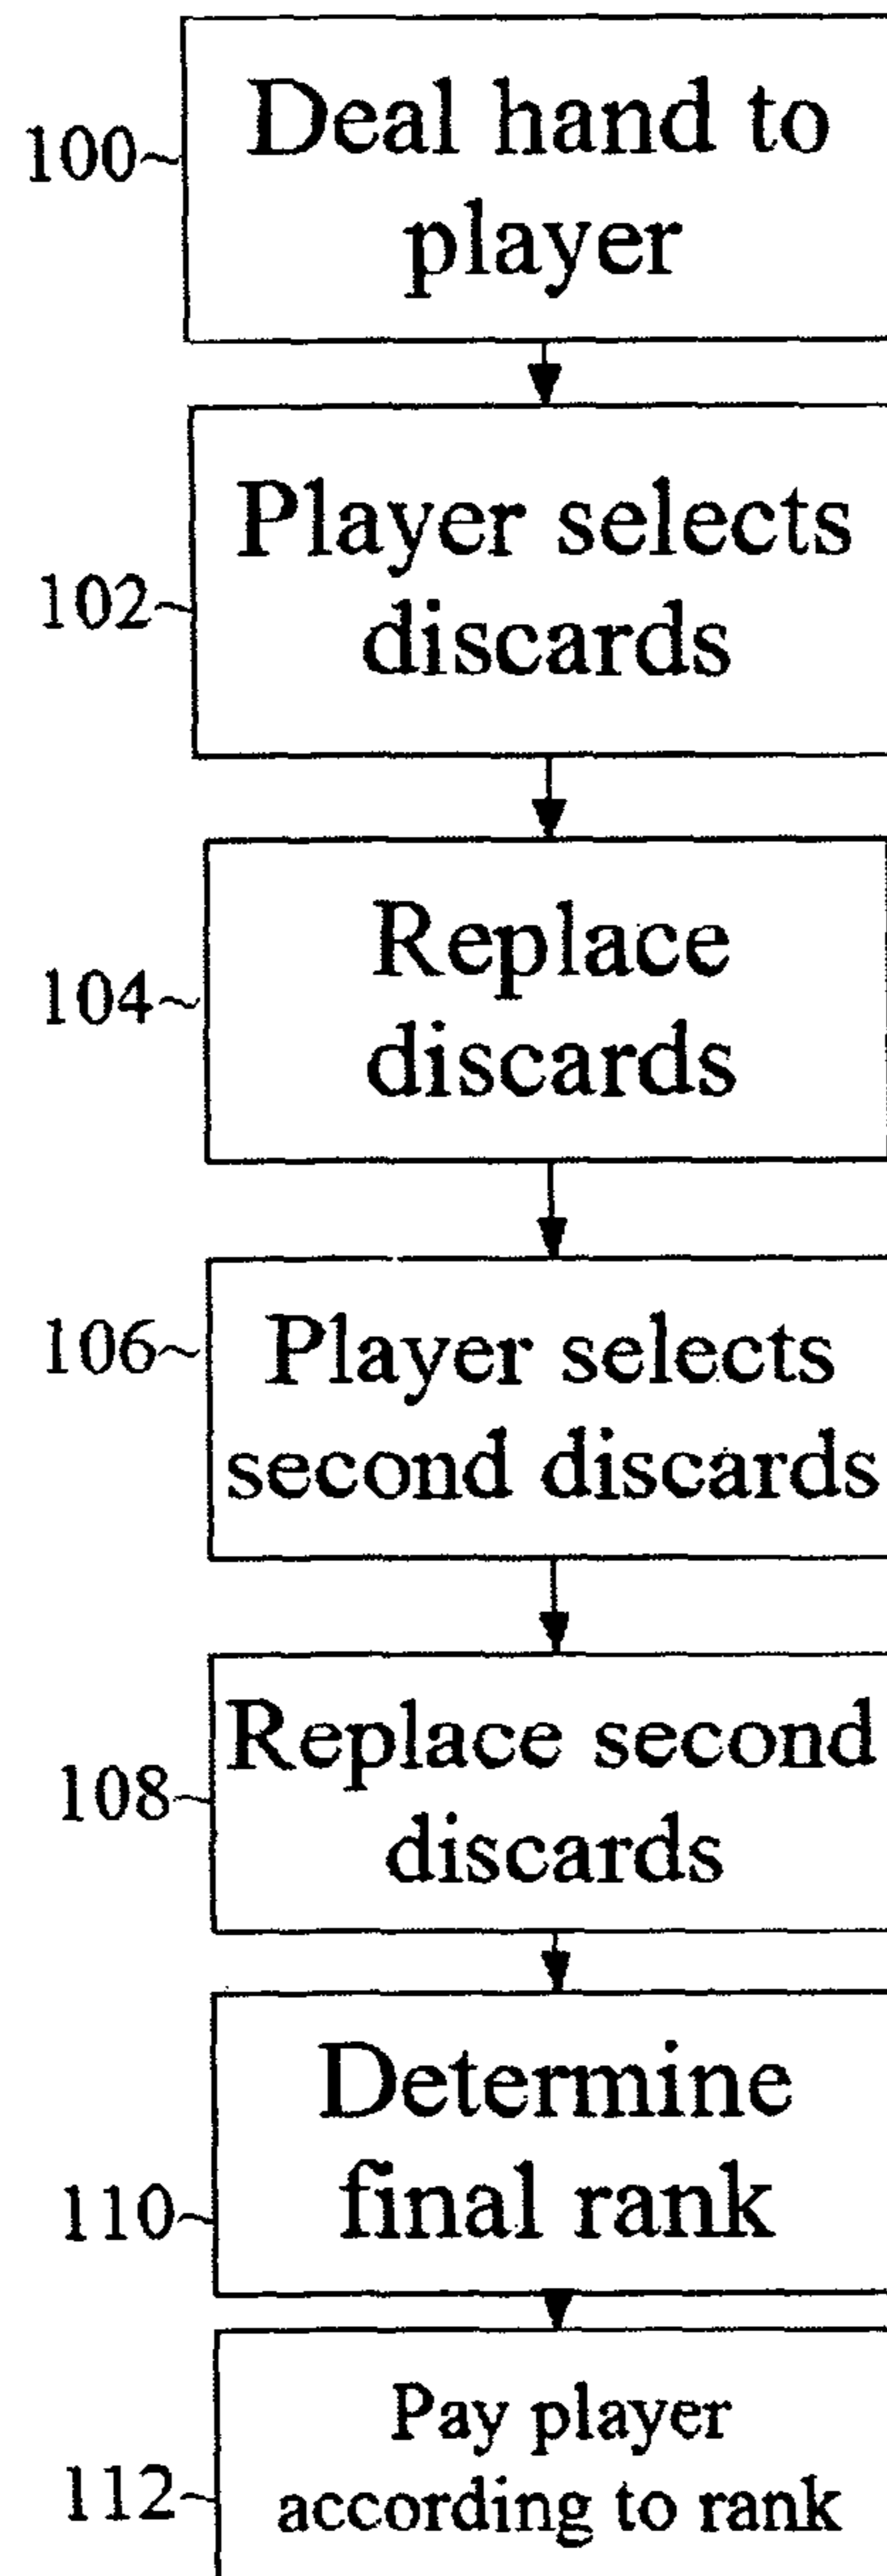 Deal hand to
100
player
Player selects
102
discards
Replace
104
discards
106
Player selects
second discards
Replace second
108
discards
Determine
110
final rank
Pay player
112
according to rank